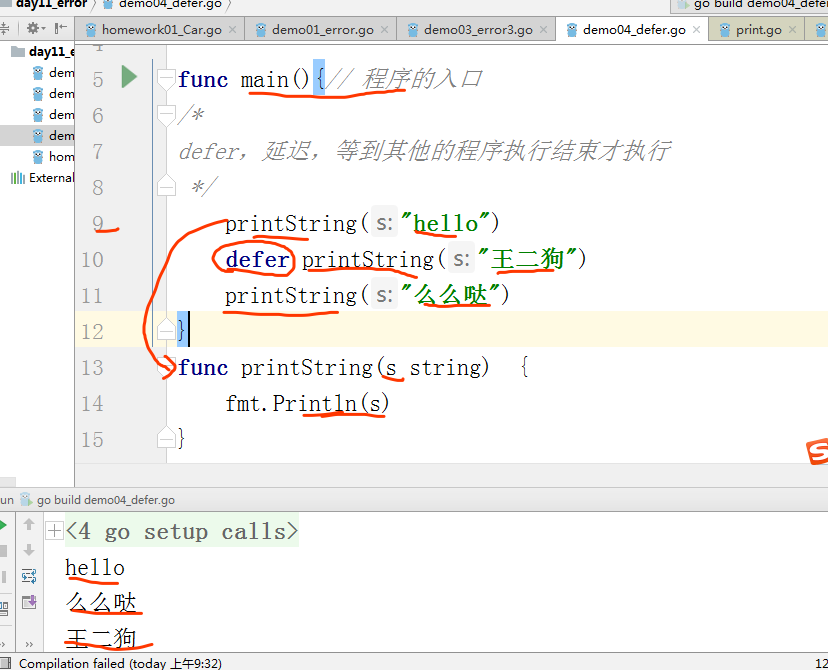 day11_error demo04_defer.go go build demo04_defer
homework01_Car.go demo01_error.go demo03_error3.go demo04_defer.go print.go
day11_e
dem
dem
dem
dem
hom
External
5 func main(){// 程序的入口
6 /*
7 defer，延迟，等到其他的程序执行结束才执行
8 */
9 printString( s: "hello")
10 defer printString( s: "王二狗")
11 printString( s: "么么哒")
12 }
13 func printString(s string) {
14 fmt.Println(s)
15 }
un go build demo04_defer.go
<4 go setup calls>
hello
么么哒
王二狗
Compilation failed (today 上午9:32) 12